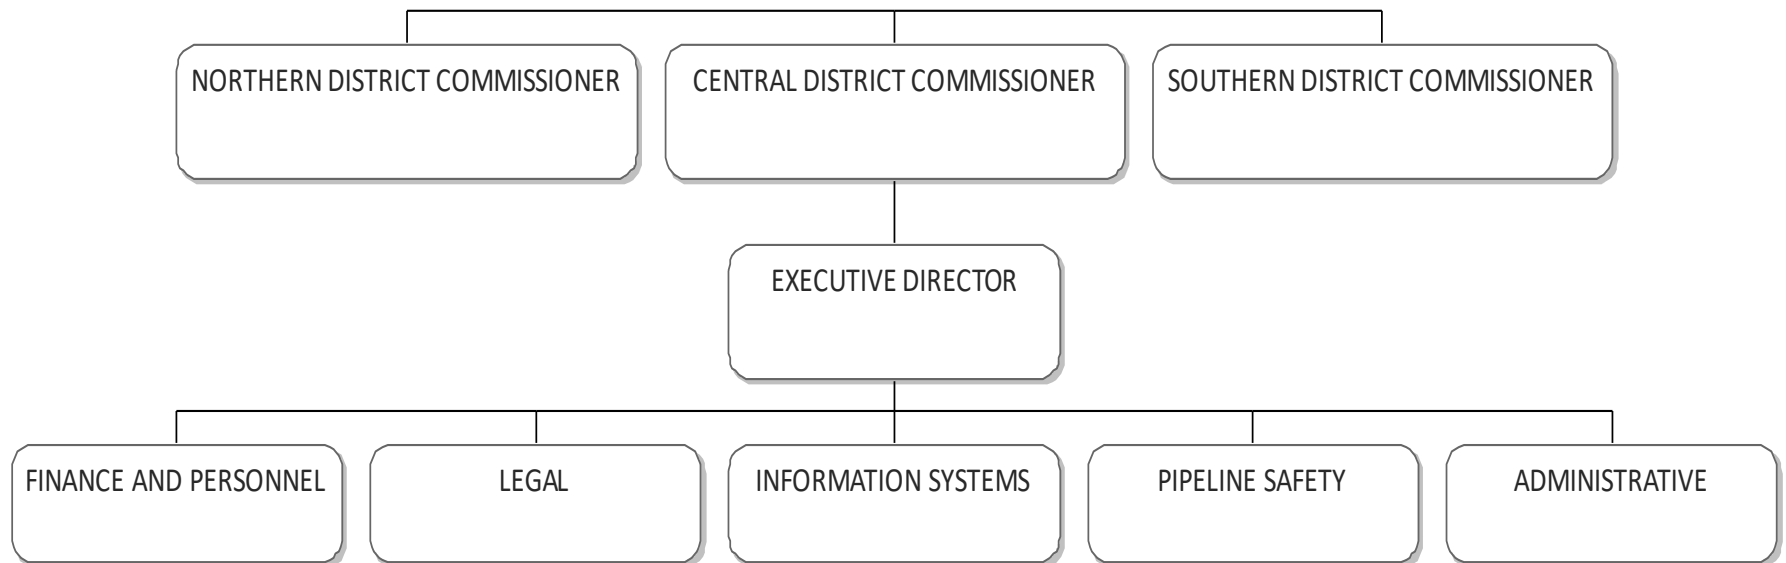 NORTHERN DISTRICT COMMISSIONER
CENTRAL DISTRICT COMMISSIONER
SOUTHERN DISTRICT COMMISSIONER
EXECUTIVE DIRECTOR
FINANCE AND PERSONNEL
LEGAL
INFORMATION SYSTEMS
PIPELINE SAFETY
ADMINISTRATIVE